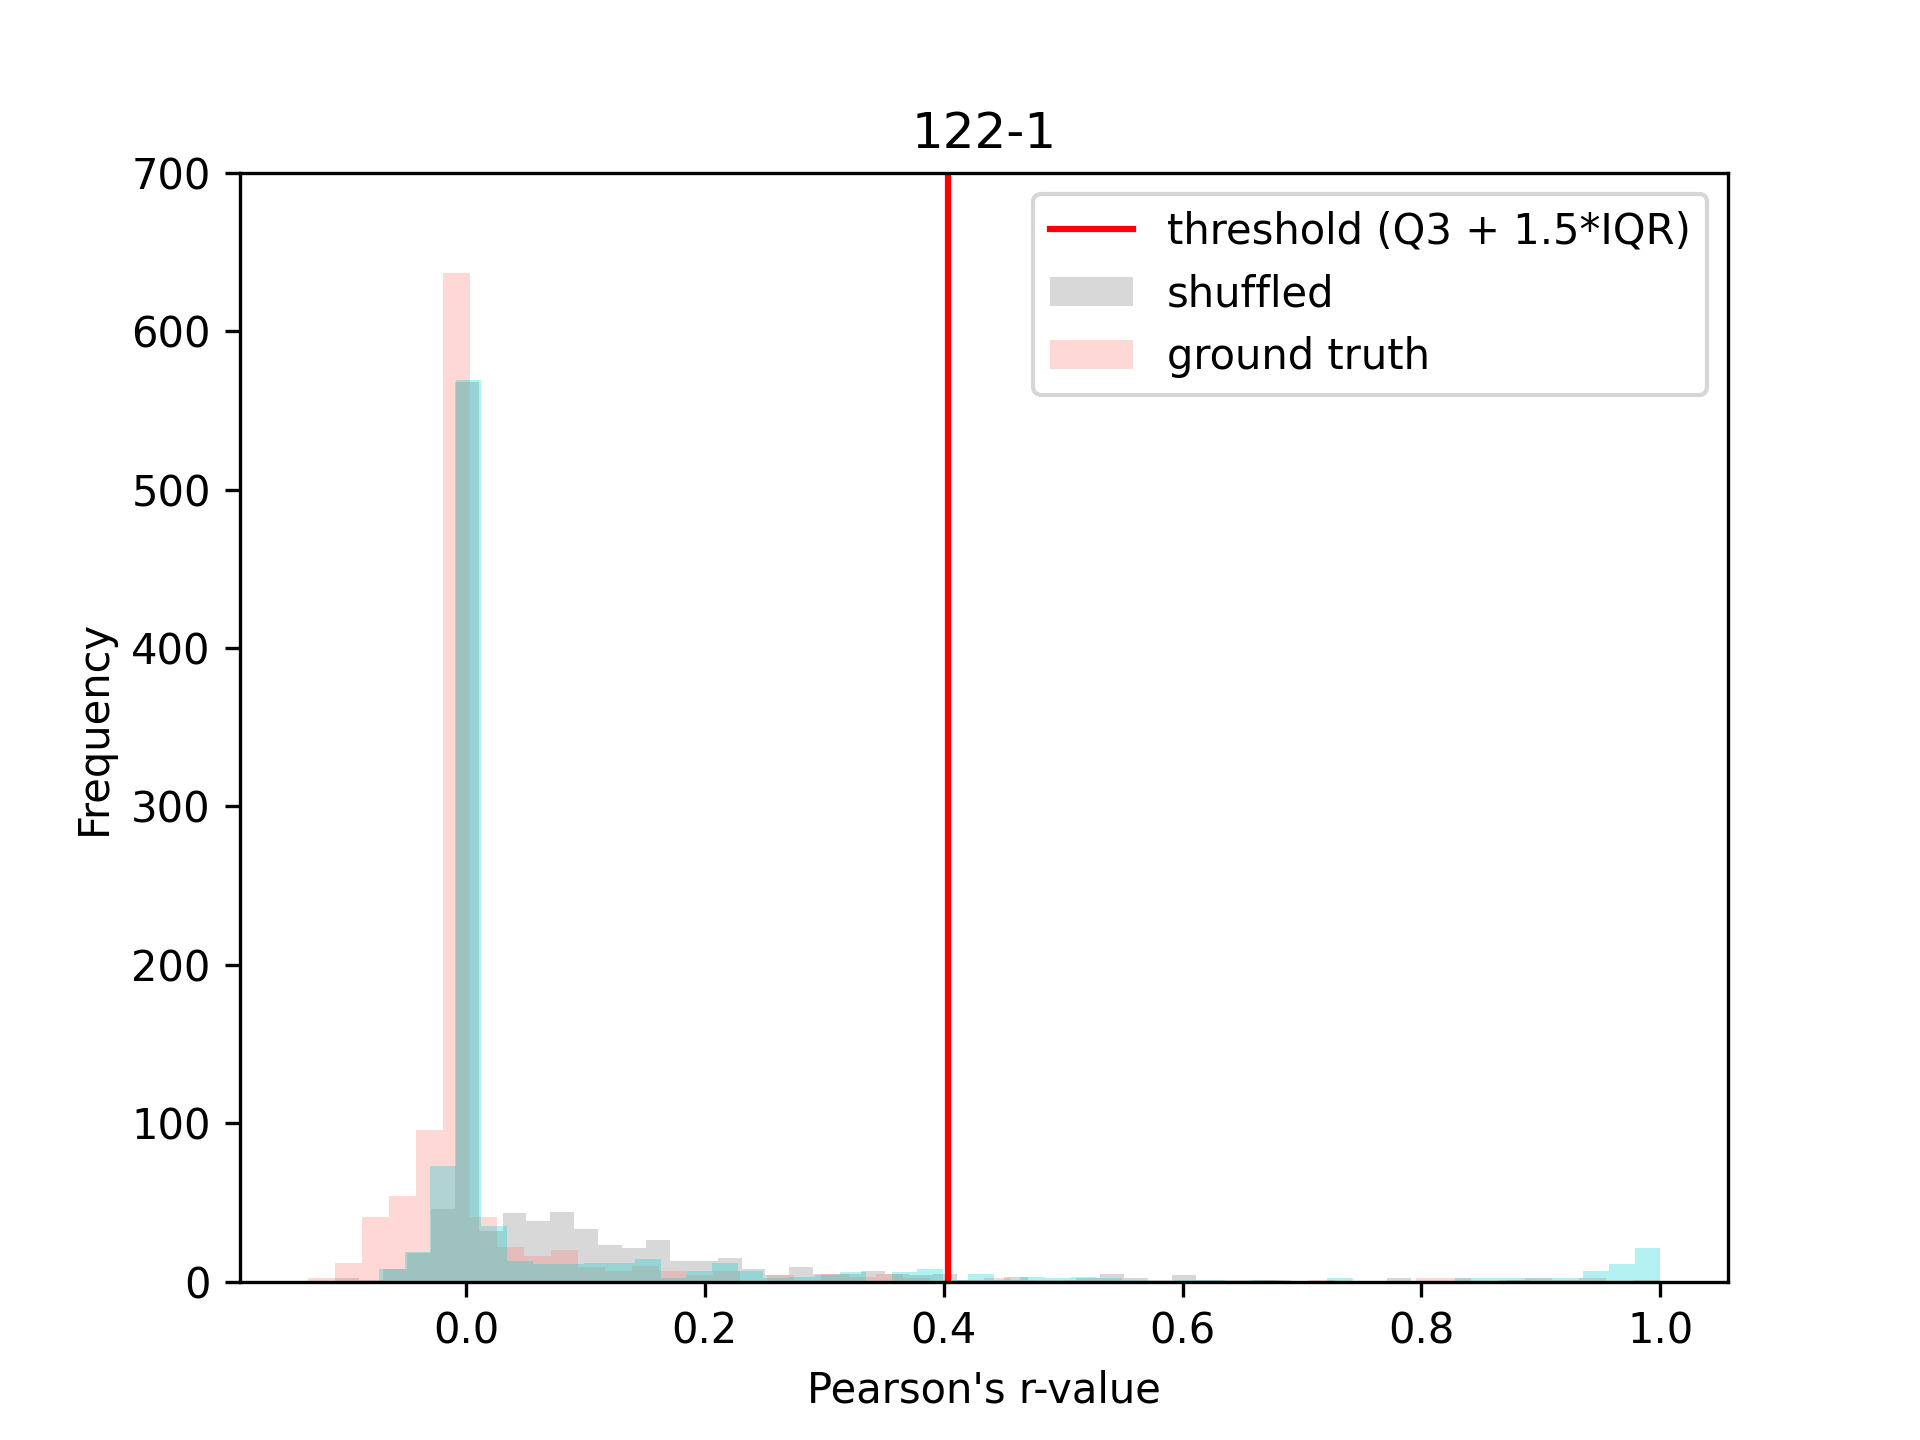 122-1
700
600
500
400
300
200
100
0
Frequency
threshold (Q3 + 1.5*IQR)
shuffled
ground truth
0.0 0.2 0.4 0.6 0.8 1.0
Pearson's r-value